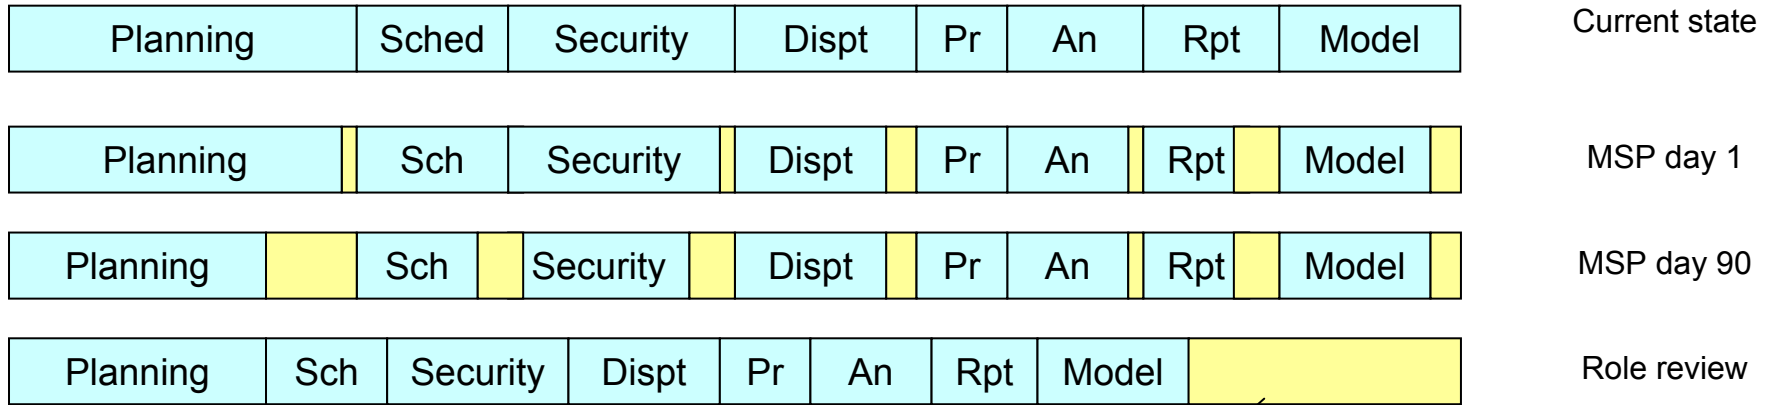 Planning Sched Security Dispt Pr An Rpt Model Current state
Planning Sch Security Dispt Pr An Rpt Model MSP day 1
Planning Sch Security Dispt Pr An Rpt Model MSP day 90
Planning Sch Security Dispt Pr An Rpt Model Role review